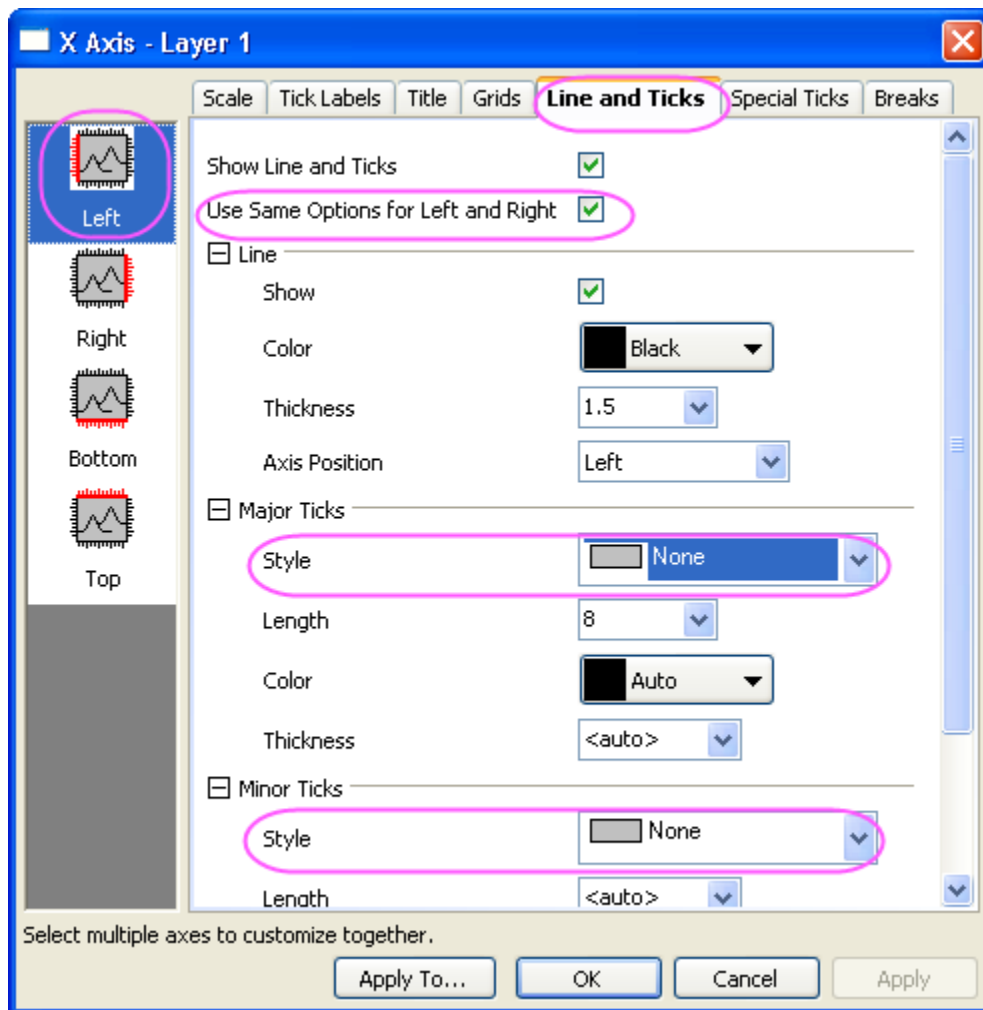 X Axis - Layer 1
Scale Tick Labels Title Grids Line and Ticks Special Ticks Breaks
Left
Right
Bottom
Top
Show Line and Ticks
Use Same Options for Left and Right
Line
Show
Color Black
Thickness 1.5
Axis Position Left
Major Ticks
Style None
Length 8
Color Auto
Thickness <auto>
Minor Ticks
Style None
Length <auto>
Select multiple axes to customize together.
Apply To... OK Cancel Apply